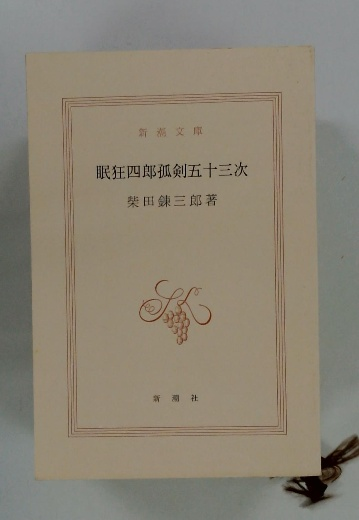 新潮文庫
眠狂四郎孤剣五十三次
柴田錬三郎著
新潮社